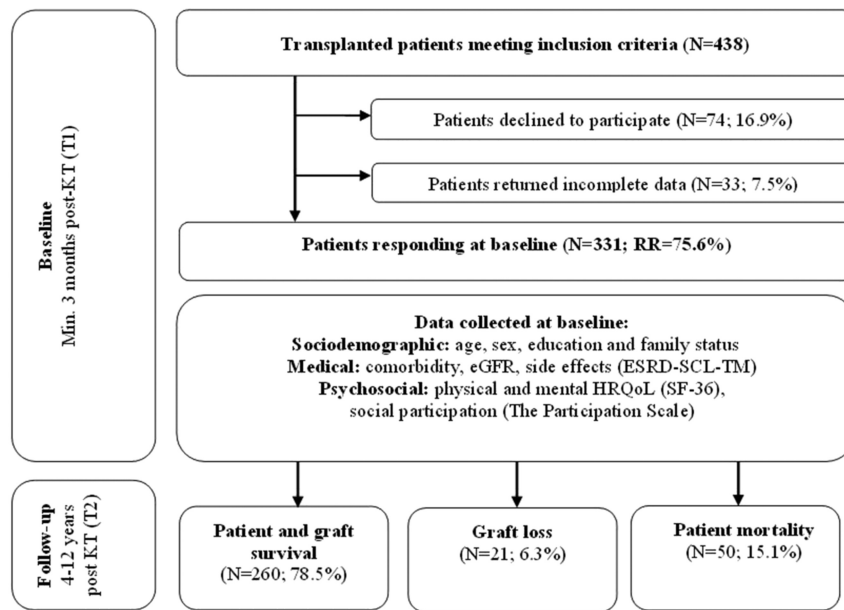 Baseline
Min. 3 months post-KT (T1)
Transplanted patients meeting inclusion criteria (N=438)
Patients declined to participate (N=74; 16.9%)
Patients returned incomplete data (N=33; 7.5%)
Patients responding at baseline (N=331; RR=75.6%)
Data collected at baseline:
Sociodemographic: age, sex, education and family status
Medical: comorbidity, eGFR, side effects (ESRD-SCL-TM)
Psychosocial: physical and mental HRQoL (SF-36),
social participation (The Participation Scale)
Follow-up
4-12 years
post KT (T2)
Patient and graft
survival
(N=260; 78.5%)
Graft loss
(N=21; 6.3%)
Patient mortality
(N=50; 15.1%)